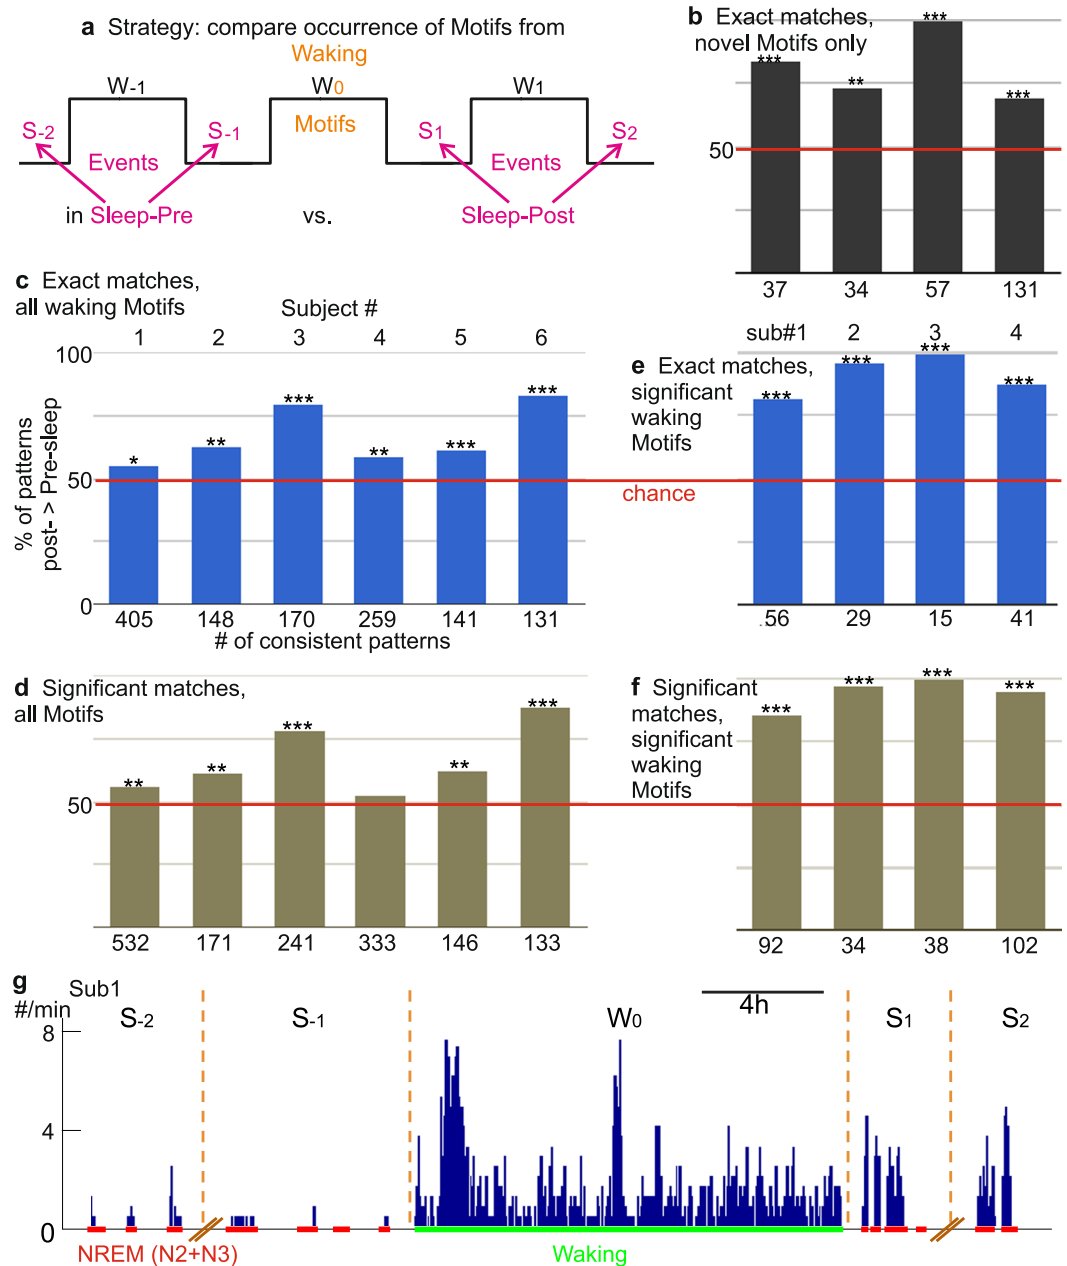 a Strategy: compare occurrence of Motifs from
Waking
W-1
W0
W1
S-2
S-1
Motifs
S1
S2
Events
Events
in Sleep-Pre
vs.
Sleep-Post
b Exact matches,
novel Motifs only
***
**
***
***
50
37
34
57
131
c Exact matches,
all waking Motifs
Subject #
1
2
3
4
5
6
100
50
0
% of patterns
post- > Pre-sleep
*
**
***
**
***
***
405
148
170
259
141
131
# of consistent patterns
chance
sub#1
2
3
4
e Exact matches,
significant
waking
Motifs
***
***
***
***
.56
29
15
41
d Significant matches,
all Motifs
**
**
***
**
***
50
532
171
241
333
146
133
f Significant
matches,
significant
waking
Motifs
***
***
***
***
92
34
38
102
g
Sub1
#/min
S-2
S-1
W0
4h
S1
S2
8
4
0
NREM (N2+N3)
Waking